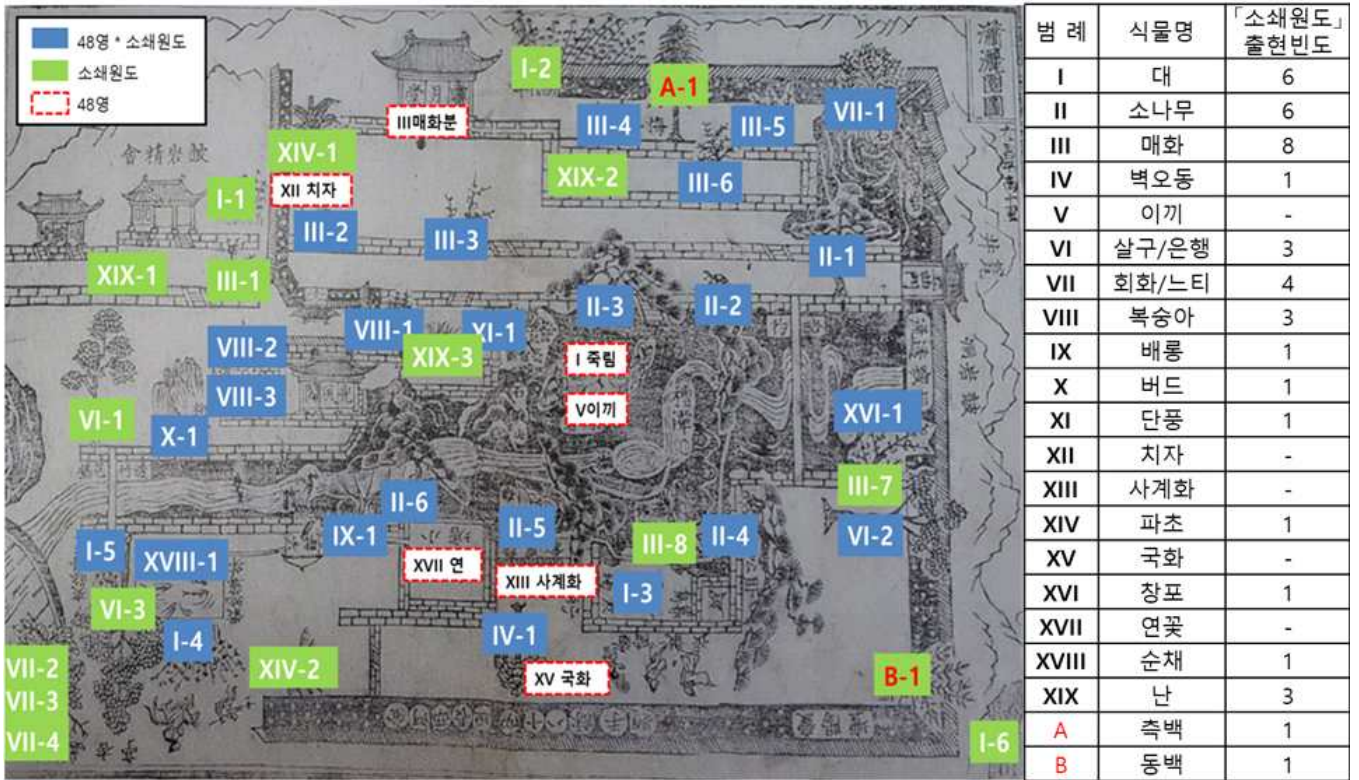 48영 * 소쇄원도
소쇄원도
48영
I-2
A-1
瀟灑園圖
III매화분
III-4
梅
III-5
VII-1
XIV-1
XII 치자
XIX-2
III-6
I-1
III-2
III-3
II-1
XIX-1
III-1
II-3
II-2
VIII-1
XI-1
VIII-2
XIX-3
I 죽림
VIII-3
V이끼
XVI-1
VI-1
X-1
III-7
II-6
IX-1
II-5
III-8
II-4
VI-2
I-5
XVIII-1
XVII 연
XIII 사계화
I-3
VI-3
I-4
IV-1
VII-2
XIV-2
XV 국화
B-1
VII-3
VII-4
I-6
범 례 식물명 「소쇄원도」 출현빈도
I 대 6
II 소나무 6
III 매화 8
IV 벽오동 1
V 이끼 -
VI 살구/은행 3
VII 회화/느티 4
VIII 복숭아 3
IX 배롱 1
X 버드 1
XI 단풍 1
XII 치자 -
XIII 사계화 -
XIV 파초 1
XV 국화 -
XVI 창포 1
XVII 연꽃 -
XVIII 순채 1
XIX 난 3
A 측백 1
B 동백 1